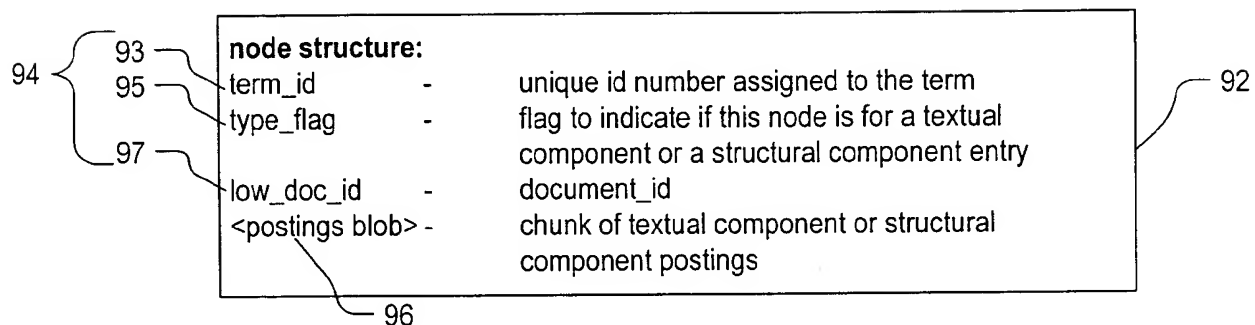 node structure:
93 term_id - unique id number assigned to the term
94 95 type_flag - flag to indicate if this node is for a textual 92
component or a structural component entry
97 low_doc_id - document_id
<postings blob> - chunk of textual component or structural
component postings
96